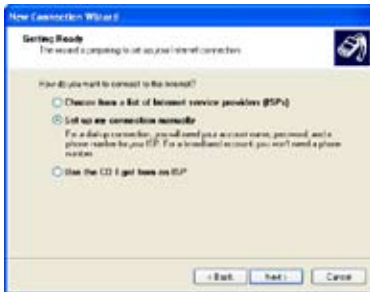 New Connection Wizard
Getting Ready
The wizard is preparing to set up your Internet connection.
How do you want to connect to the Internet?
Choose from a list of Internet service providers (ISPs)
Set up my connection manually
For a dial-up connection, you will need your account name, password, and a
phone number for your ISP. For a broadband account, you won't need a phone
number.
Use the CD I got from an ISP
< Back
Next >
Cancel